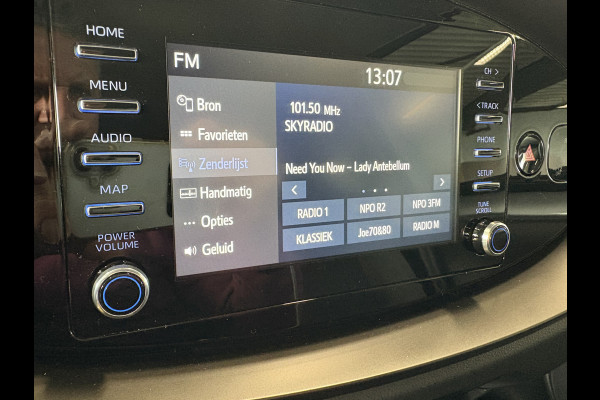 HOME
MENU
AUDIO
MAP
POWER
VOLUME
FM
13:07
Bron
Favorieten
Zenderlijst
Handmatig
Opties
Geluid
101.50 MHz
SKYRADIO
Need You Now – Lady Antebellum
RADIO 1
NPO R2
NPO 3FM
KLASSIEK
Joe70&80
RADIO M
CH >
< TRACK
PHONE
SETUP
TUNE
SCROLL